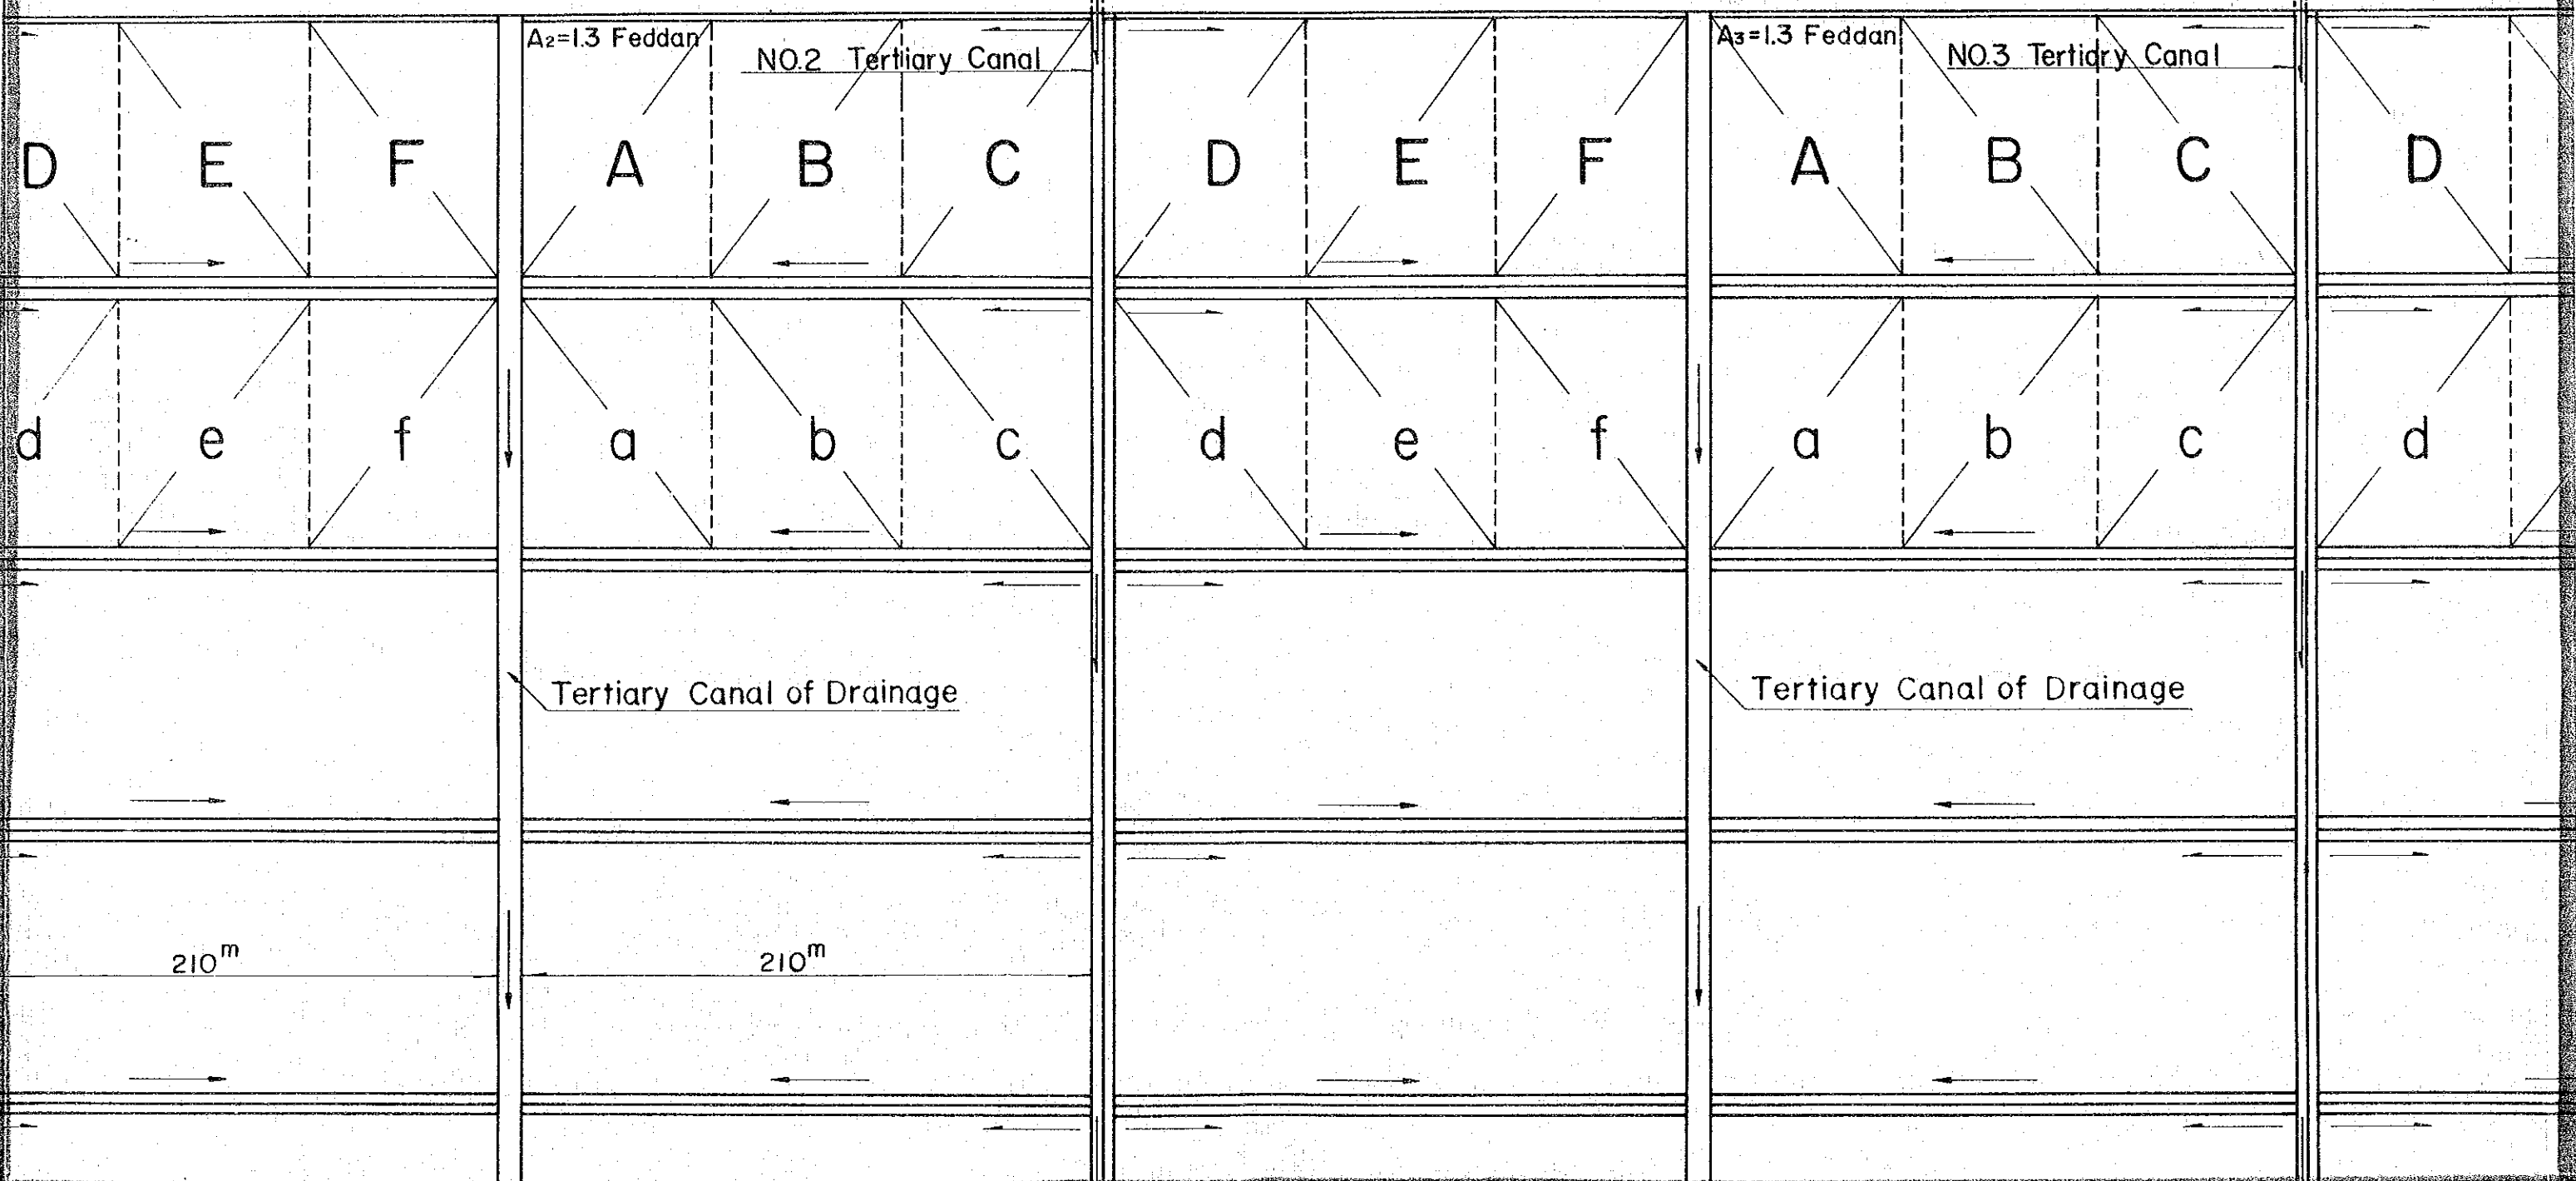 A2=1.3 Feddan
NO.2 Tertiary Canal
A3=1.3 Feddan
NO.3 Tertiary Canal
D E F A B C D E F A B C D
d e f a b c d e f a b c d
Tertiary Canal of Drainage
Tertiary Canal of Drainage
210m
210m